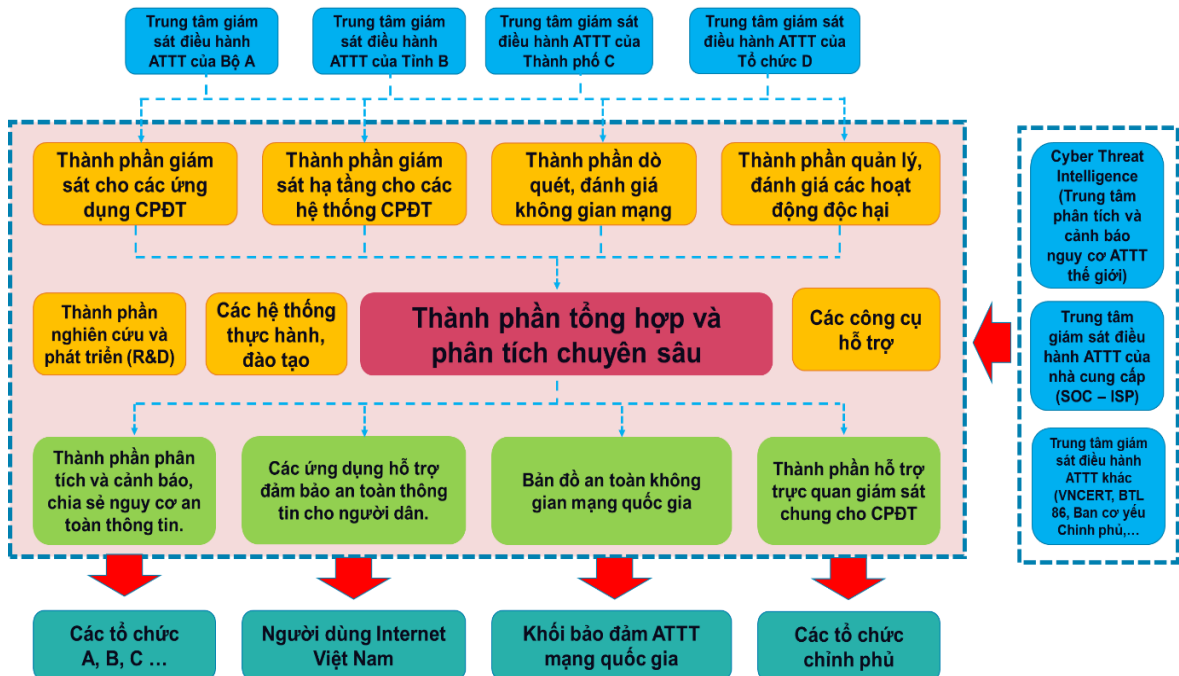 Trung tâm giám
sát điều hành
ATTT của Bộ A
Trung tâm giám
sát điều hành
ATTT của Tỉnh B
Trung tâm giám sát
điều hành ATTT của
Thành phố C
Trung tâm giám sát
điều hành ATTT của
Tổ chức D
Thành phần giám
sát cho các ứng
dụng CPĐT
Thành phần giám
sát hạ tầng cho các
hệ thống CPĐT
Thành phần dò
quét, đánh giá
không gian mạng
Thành phần quản lý,
đánh giá các hoạt
động độc hại
Thành phần
nghiên cứu và
phát triển (R&D)
Các hệ thống
thực hành,
đào tạo
Thành phần tổng hợp và
phân tích chuyên sâu
Các công cụ
hỗ trợ
Thành phần phân
tích và cảnh báo,
chia sẻ nguy cơ an
toàn thông tin.
Các ứng dụng hỗ trợ
đảm bảo an toàn thông
tin cho người dân.
Bản đồ an toàn không
gian mạng quốc gia
Thành phần hỗ trợ
trực quan giám sát
chung cho CPĐT
Cyber Threat
Intelligence
(Trung tâm
phân tích và
cảnh báo
nguy cơ ATTT
thế giới)
Trung tâm
giám sát điều
hành ATTT của
nhà cung cấp
(SOC – ISP)
Trung tâm giám
sát điều hành
ATTT khác
(VNCERT, BTL
86, Ban cơ yếu
Chính phủ,…
Các tổ chức
A, B, C …
Người dùng Internet
Việt Nam
Khối bảo đảm ATTT
mạng quốc gia
Các tổ chức
chỉnh phủ